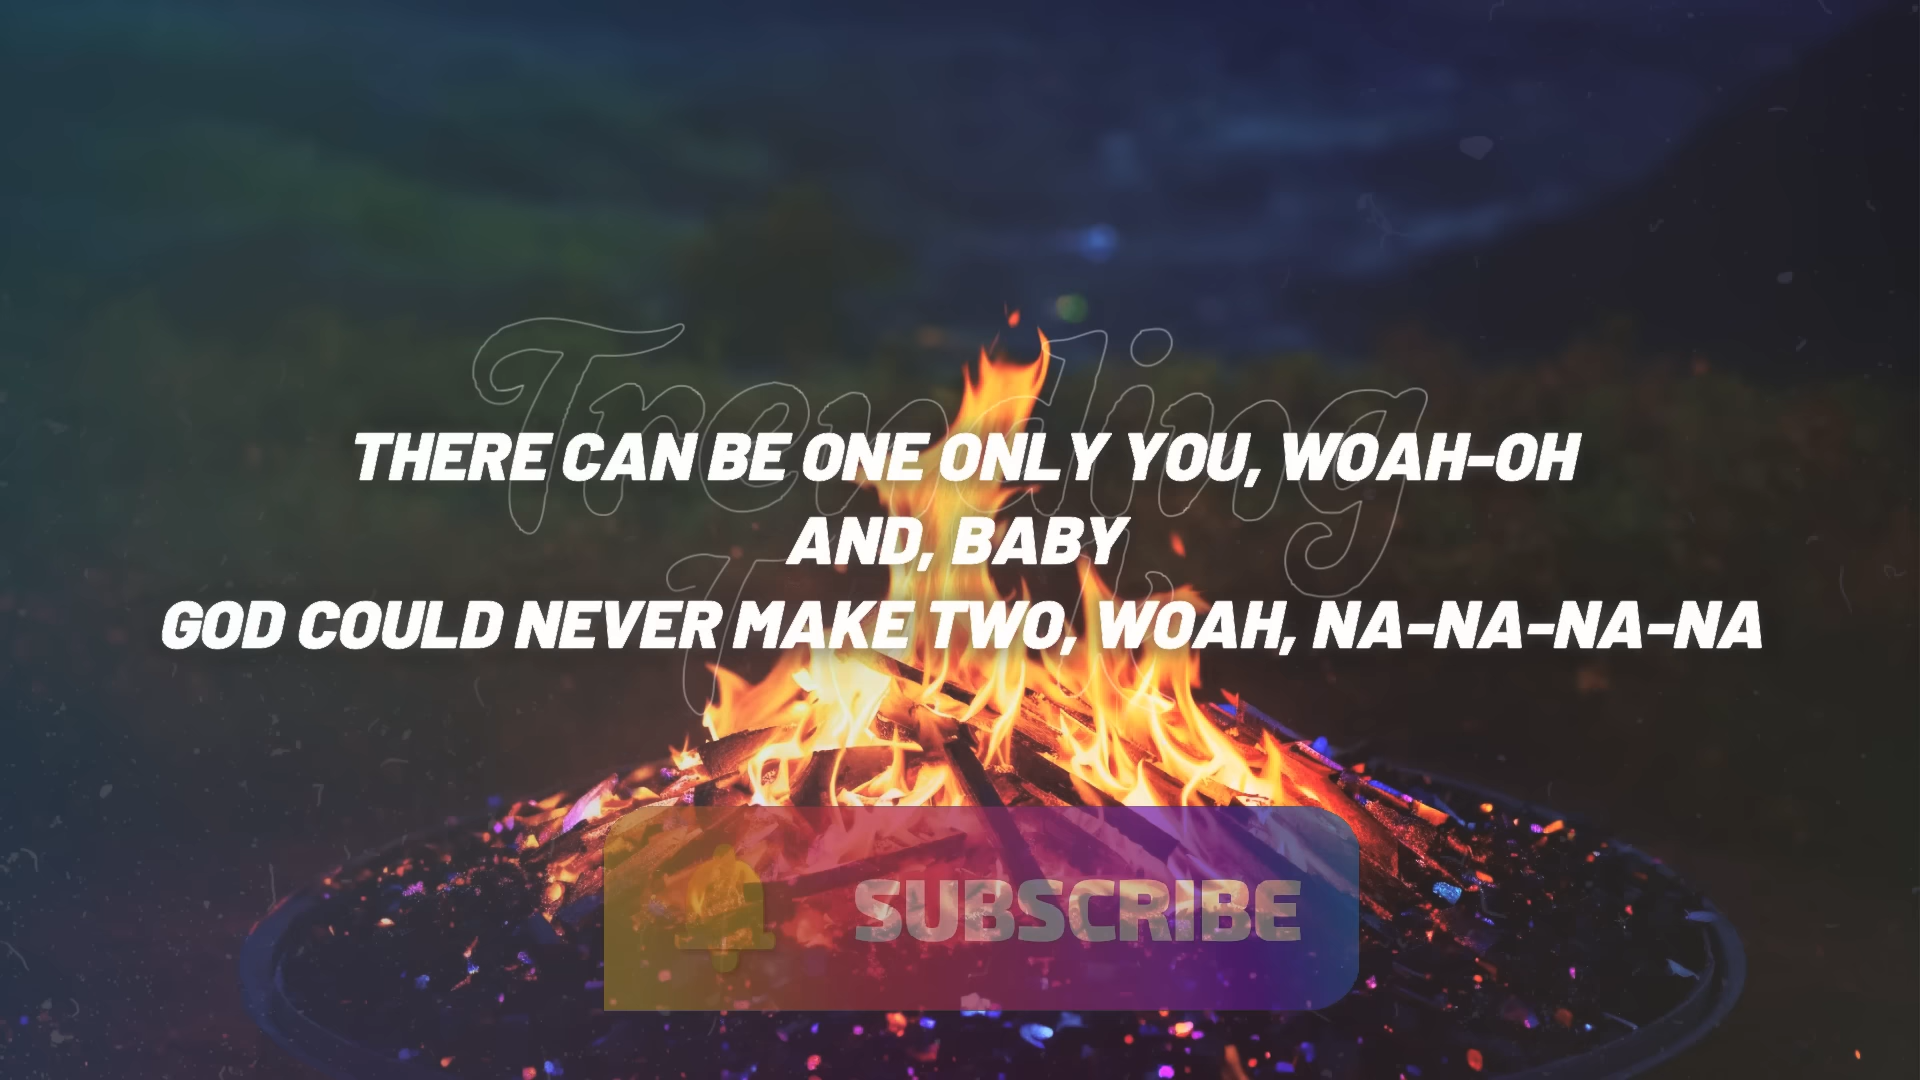 Trending
THERE CAN BE ONE ONLY YOU, WOAH-OH
AND, BABY
GOD COULD NEVER MAKE TWO, WOAH, NA-NA-NA-NA
SUBSCRIBE